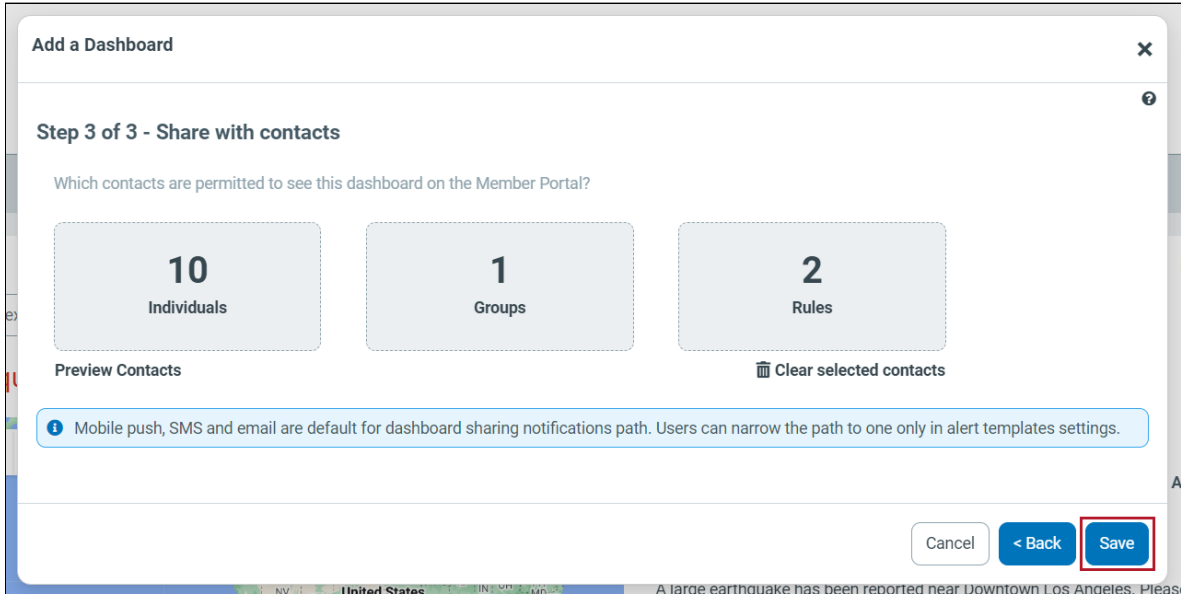 Add a Dashboard
Step 3 of 3 - Share with contacts
Which contacts are permitted to see this dashboard on the Member Portal?
10
Individuals
1
Groups
2
Rules
Preview Contacts
Clear selected contacts
Mobile push, SMS and email are default for dashboard sharing notifications path. Users can narrow the path to one only in alert templates settings.
Cancel
< Back
Save
United States
A large earthquake has been reported near Downtown Los Angeles. Please